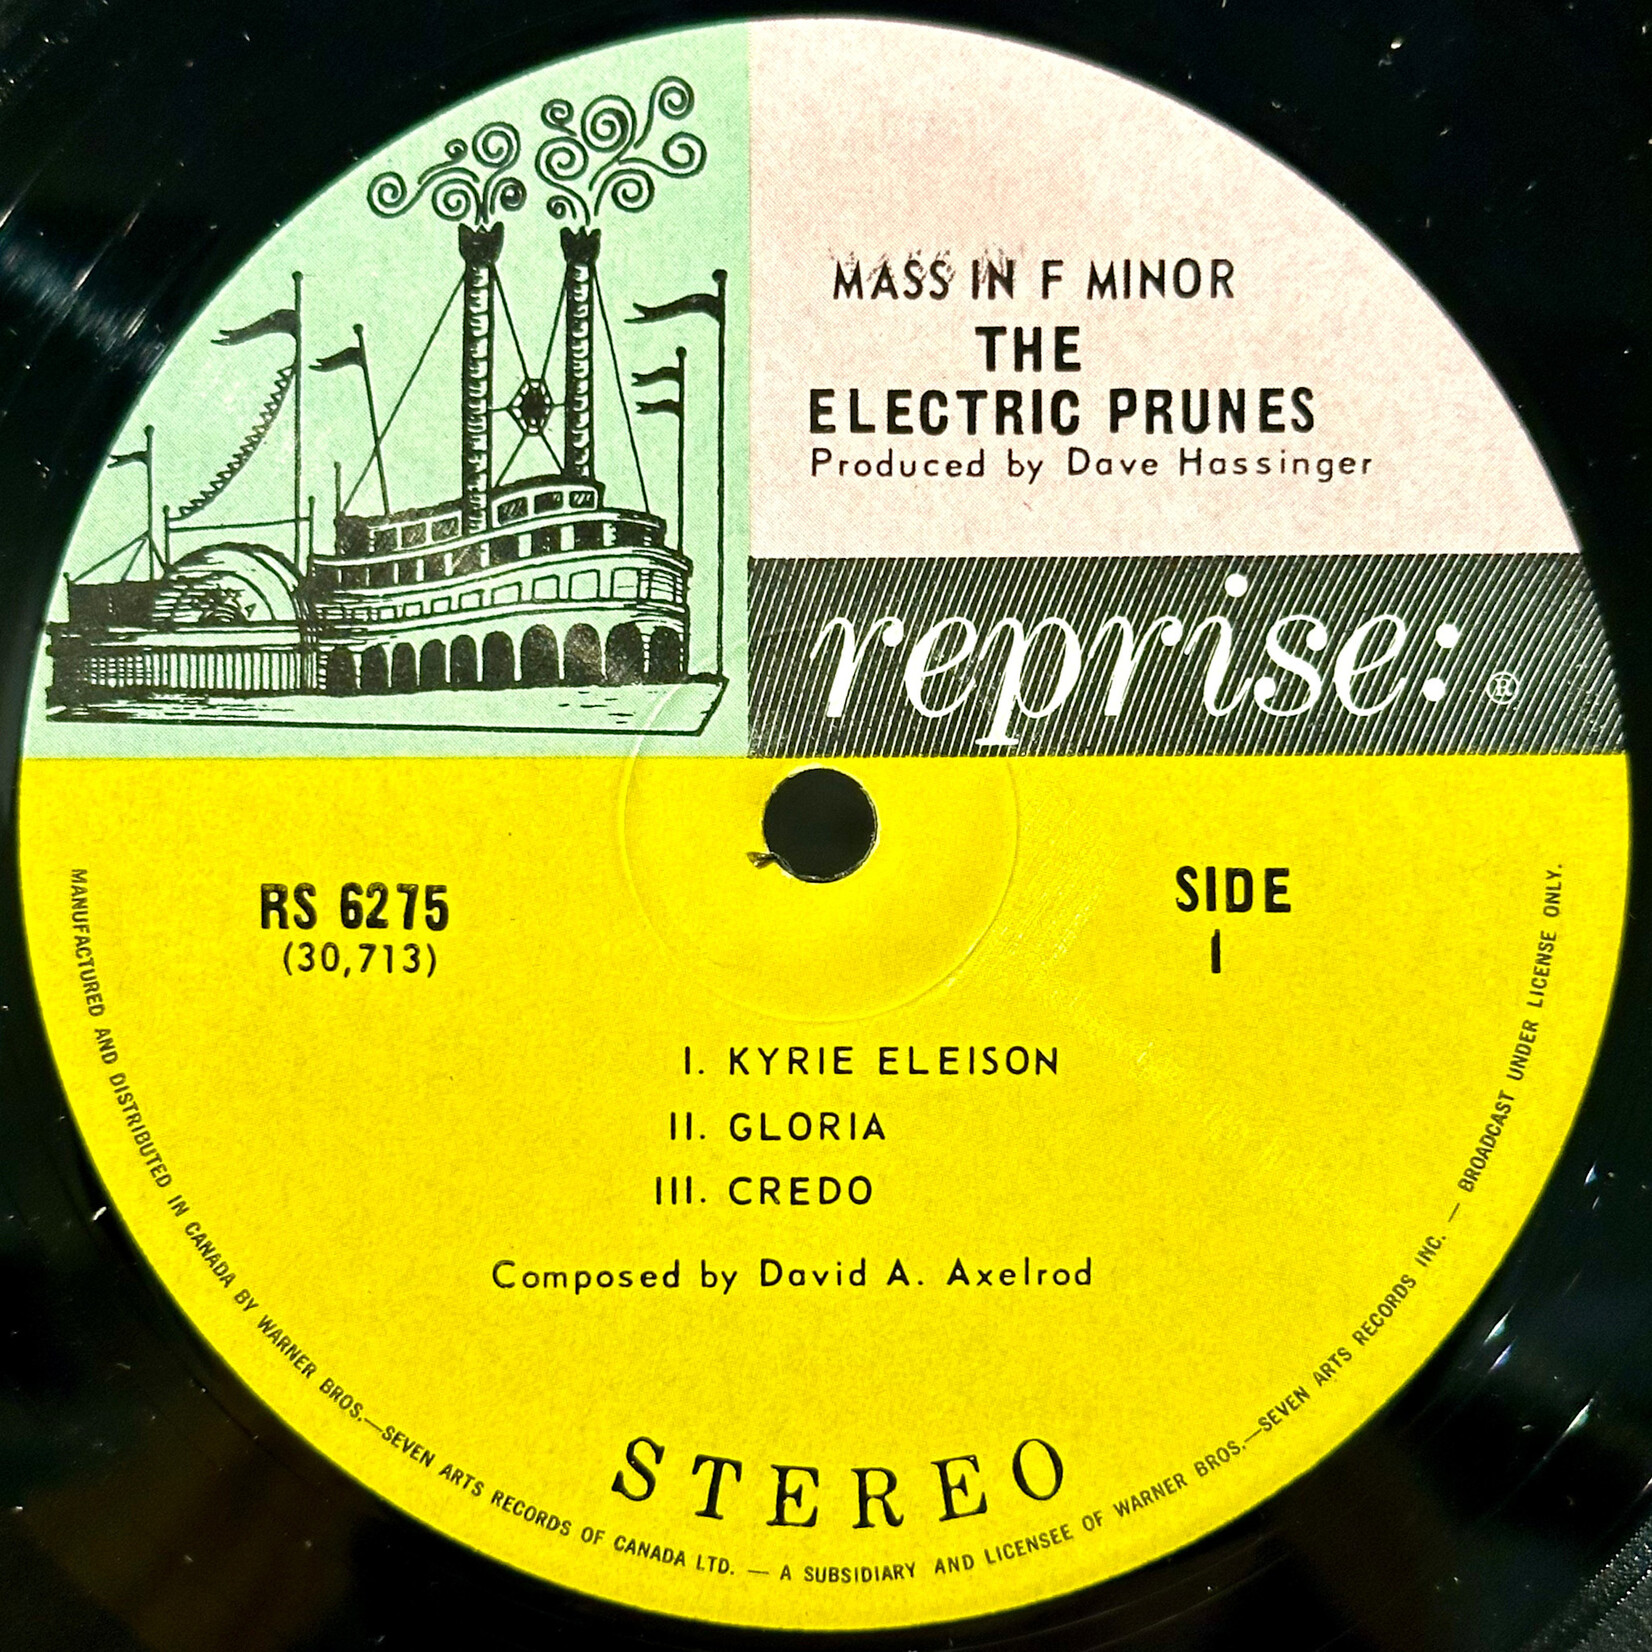 MASS IN F MINOR
THE
ELECTRIC PRUNES
Produced by Dave Hassinger
reprise: ®
RS 6275
(30,713)
SIDE
1
I. KYRIE ELEISON
II. GLORIA
III. CREDO
Composed by David A. Axelrod
STEREO
MANUFACTURED AND DISTRIBUTED IN CANADA BY WARNER BROS.—SEVEN ARTS RECORDS OF CANADA LTD. — A SUBSIDIARY AND LICENSEE OF WARNER BROS.—SEVEN ARTS RECORDS INC. — BROADCAST UNDER LICENSE ONLY.